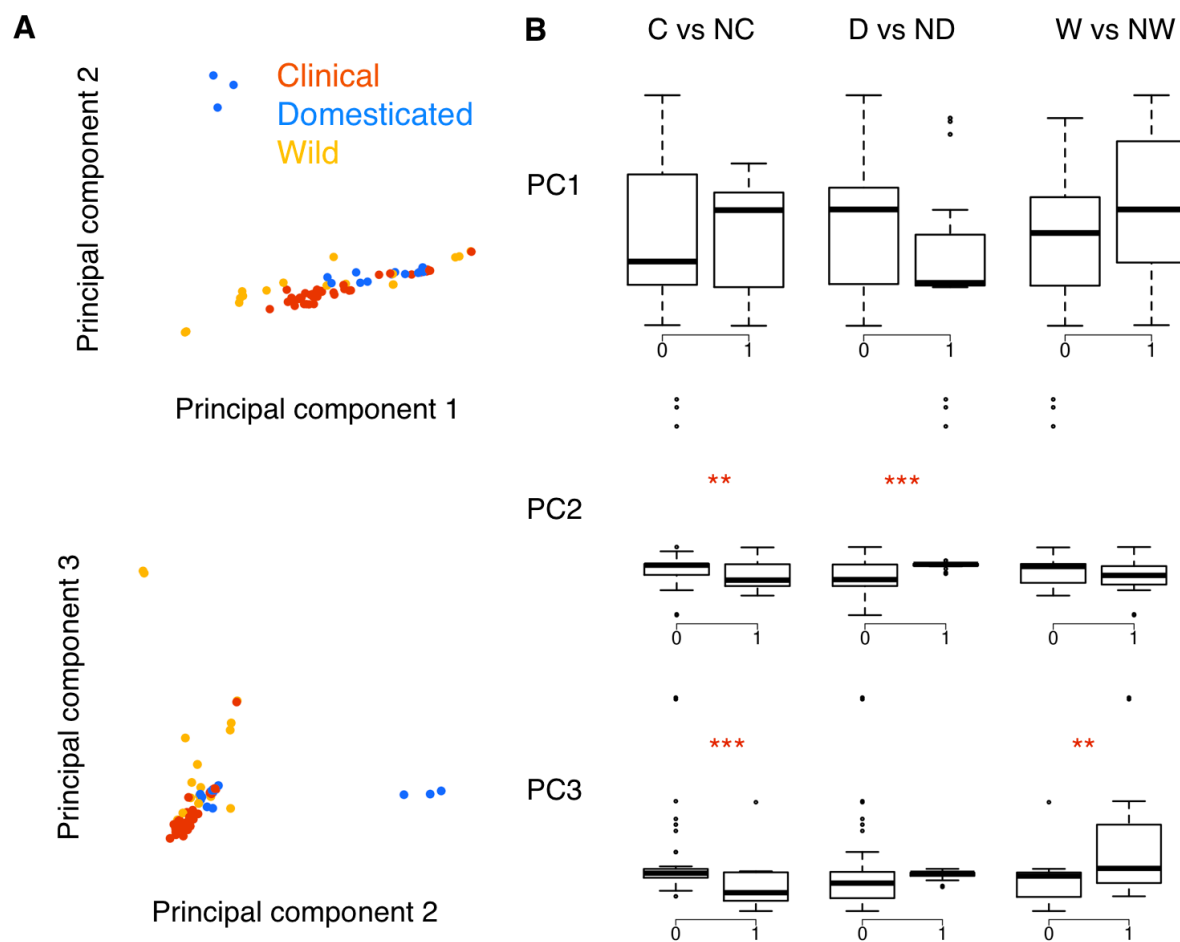 A
Principal component 2
Clinical
Domesticated
Wild
Principal component 1
Principal component 3
Principal component 2
B
C vs NC
D vs ND
W vs NW
PC1
0 1
0 1
0 1
PC2
** ***
0 1
0 1
0 1
PC3
*** **
0 1
0 1
0 1